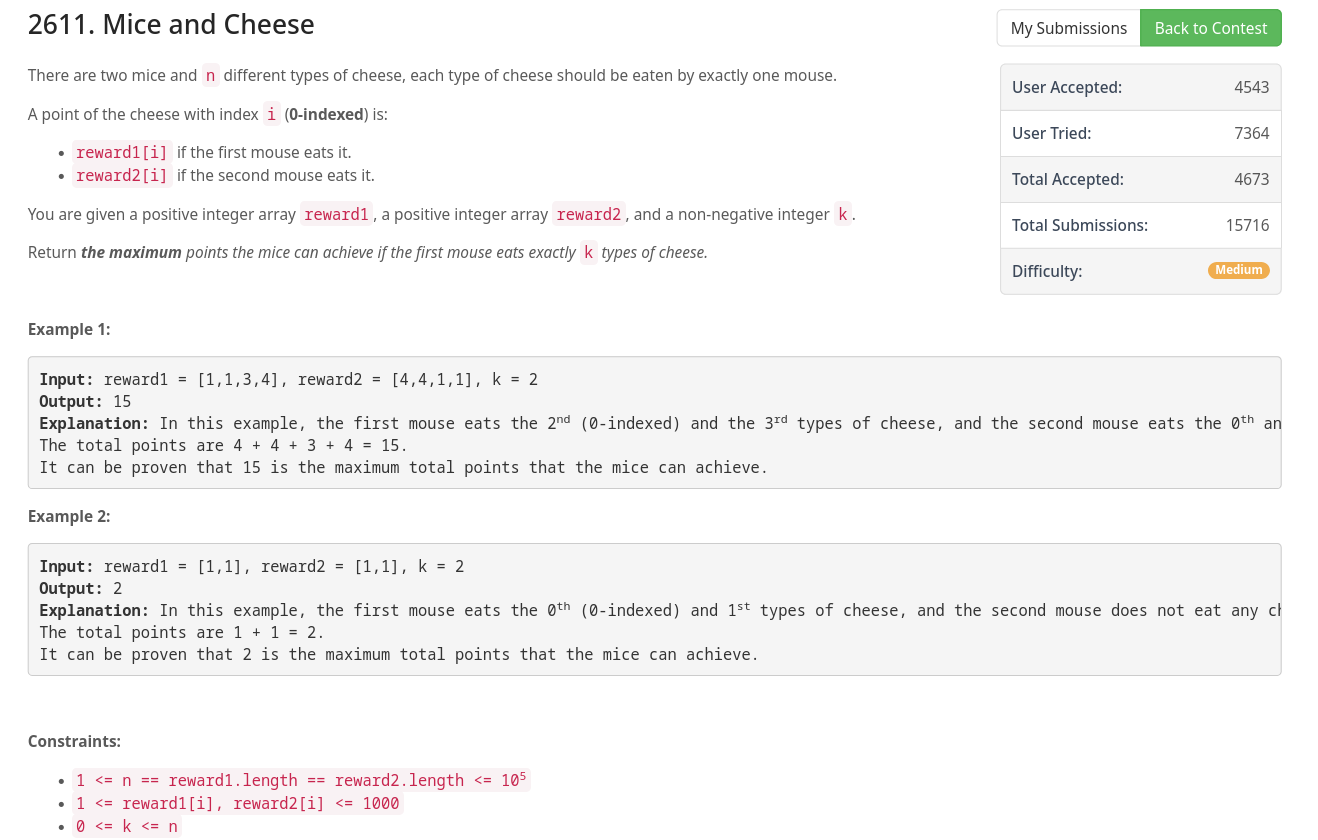 2611. Mice and Cheese
My Submissions
Back to Contest
There are two mice and n different types of cheese, each type of cheese should be eaten by exactly one mouse.
A point of the cheese with index i (0-indexed) is:
• reward1[i] if the first mouse eats it.
• reward2[i] if the second mouse eats it.
You are given a positive integer array reward1, a positive integer array reward2, and a non-negative integer k.
Return the maximum points the mice can achieve if the first mouse eats exactly k types of cheese.
User Accepted: 4543
User Tried: 7364
Total Accepted: 4673
Total Submissions: 15716
Difficulty: Medium
Example 1:
Input: reward1 = [1,1,3,4], reward2 = [4,4,1,1], k = 2
Output: 15
Explanation: In this example, the first mouse eats the 2nd (0-indexed) and the 3rd types of cheese, and the second mouse eats the 0th an
The total points are 4 + 4 + 3 + 4 = 15.
It can be proven that 15 is the maximum total points that the mice can achieve.
Example 2:
Input: reward1 = [1,1], reward2 = [1,1], k = 2
Output: 2
Explanation: In this example, the first mouse eats the 0th (0-indexed) and 1st types of cheese, and the second mouse does not eat any ch
The total points are 1 + 1 = 2.
It can be proven that 2 is the maximum total points that the mice can achieve.
Constraints:
• 1 <= n == reward1.length == reward2.length <= 10⁵
• 1 <= reward1[i], reward2[i] <= 1000
• 0 <= k <= n